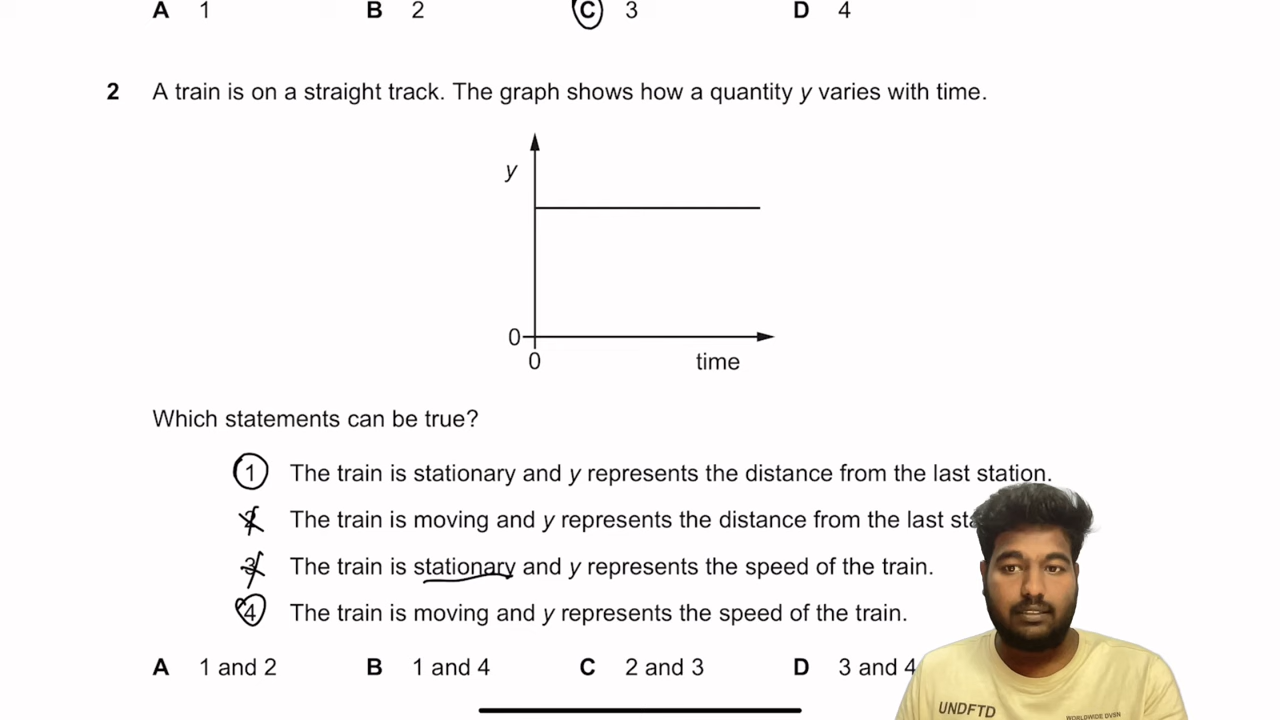 A 1 B 2 C 3 D 4
2 A train is on a straight track. The graph shows how a quantity y varies with time.
y
0
0 time
Which statements can be true?
1 The train is stationary and y represents the distance from the last station.
2 The train is moving and y represents the distance from the last
3 The train is stationary and y represents the speed of the train.
4 The train is moving and y represents the speed of the train.
A 1 and 2 B 1 and 4 C 2 and 3 D 3 and 4
UNDFTD
WORLDWIDE DVSN